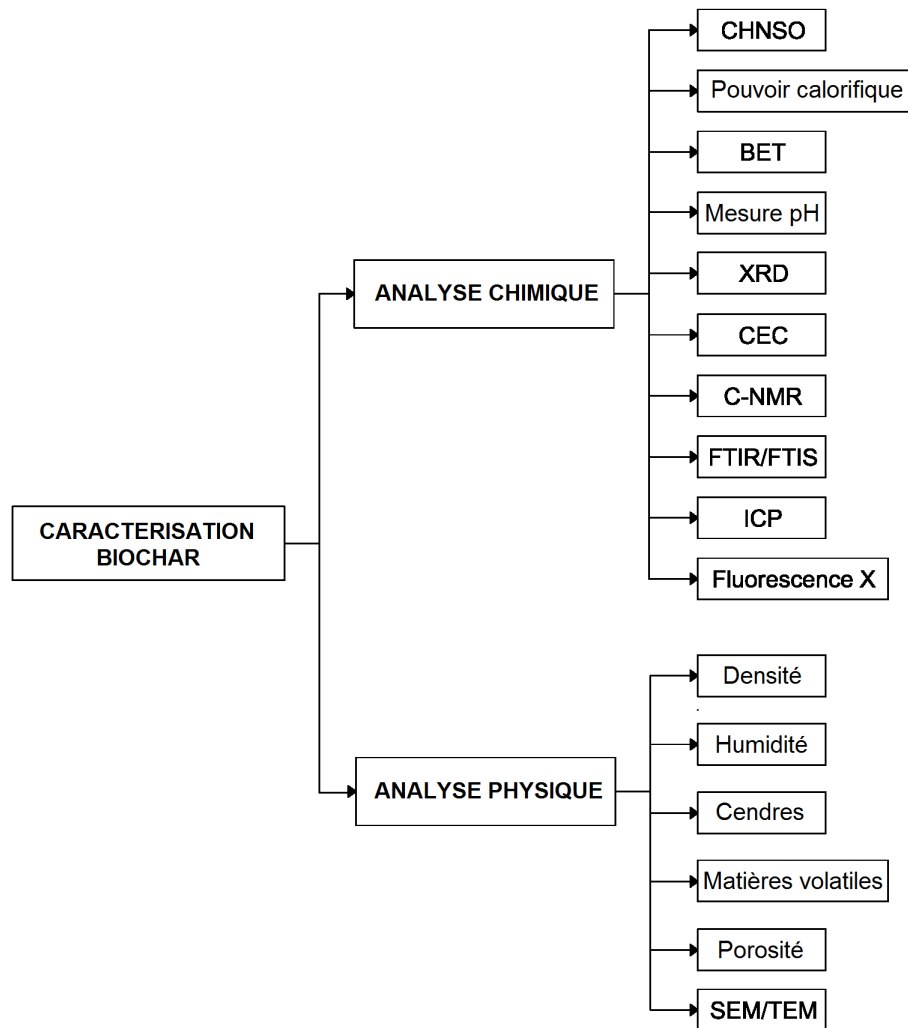 CHNSO
Pouvoir calorifique
BET
Mesure pH
XRD
ANALYSE CHIMIQUE
CEC
C-NMR
FTIR/FTIS
ICP
Fluorescence X
CARACTERISATION
BIOCHAR
Densité
Humidité
ANALYSE PHYSIQUE
Cendres
Matières volatiles
Porosité
SEM/TEM